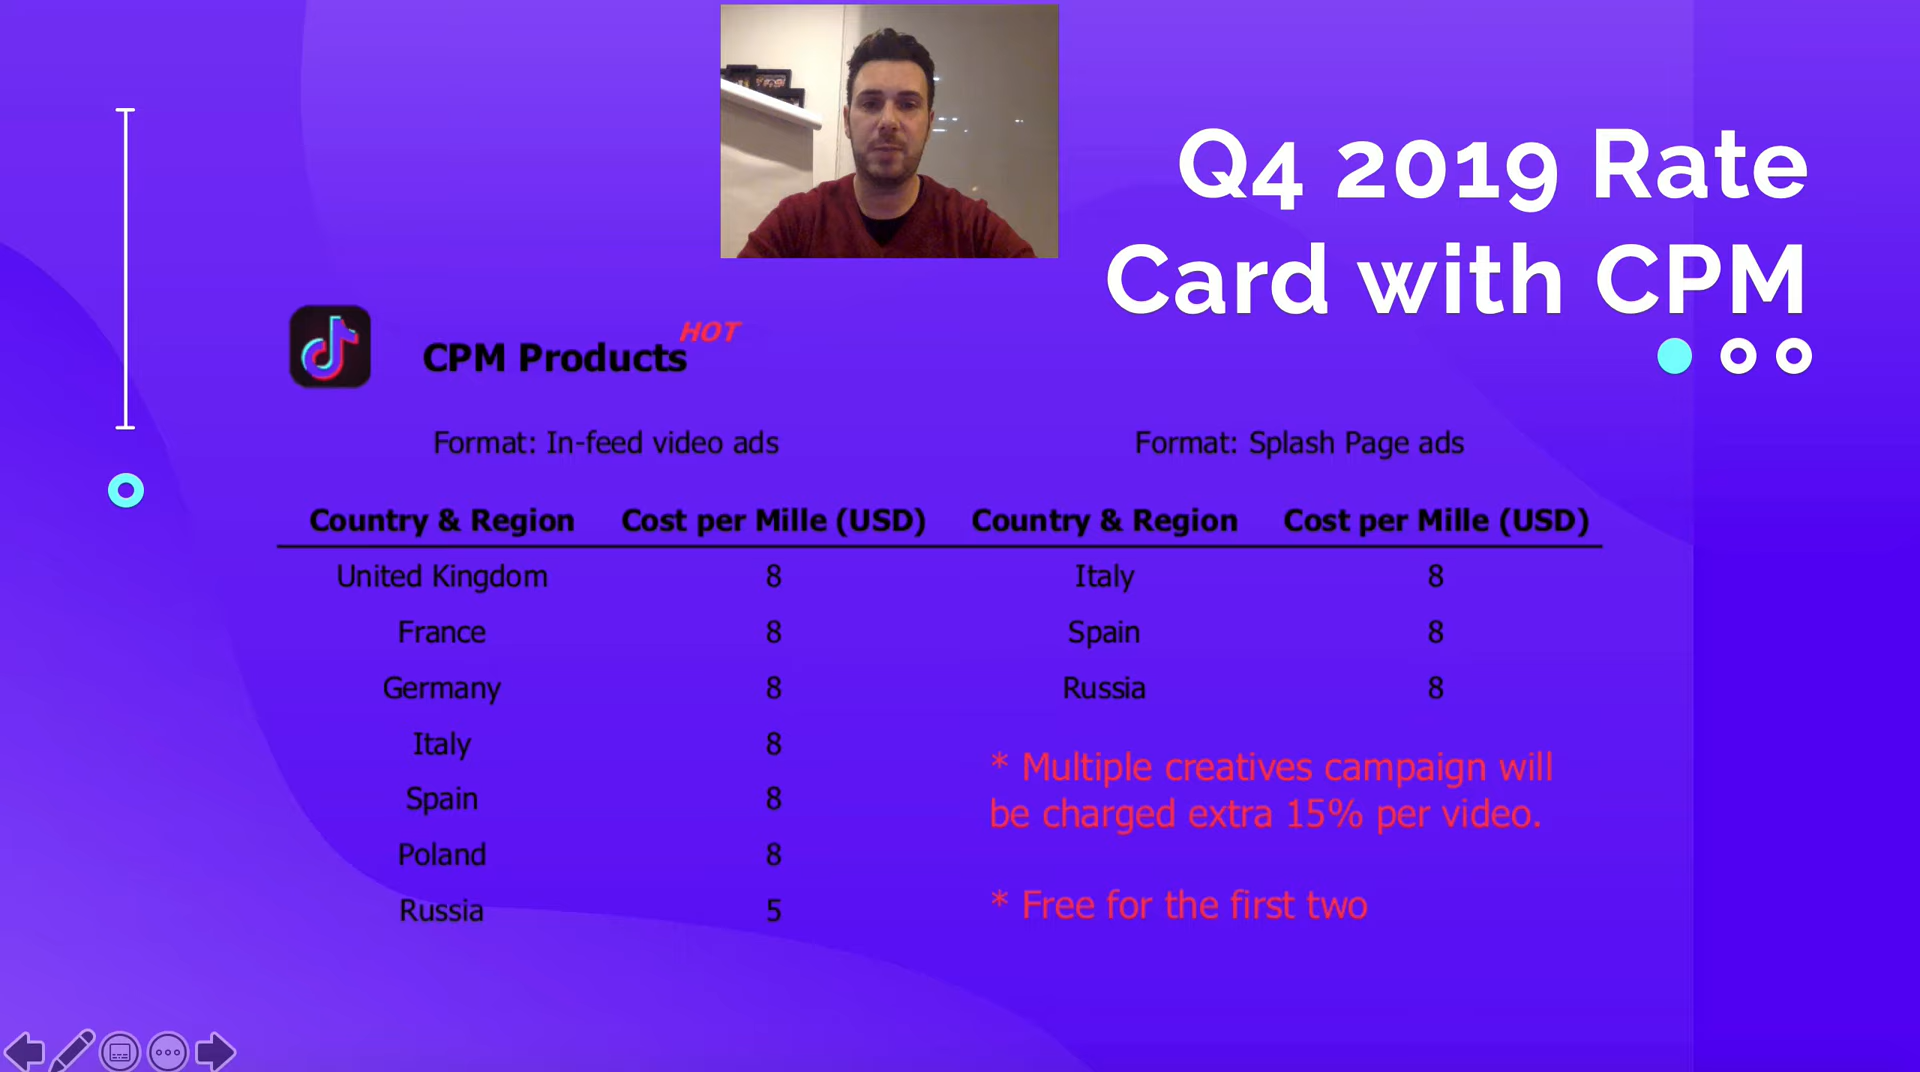 Q4 2019 Rate
Card with CPM
CPM Products HOT
Format: In-feed video ads
Format: Splash Page ads
Country & Region Cost per Mille (USD) Country & Region Cost per Mille (USD)
United Kingdom 8 Italy 8
France 8 Spain 8
Germany 8 Russia 8
Italy 8
Spain 8
Poland 8
Russia 5
* Multiple creatives campaign will
be charged extra 15% per video.
* Free for the first two